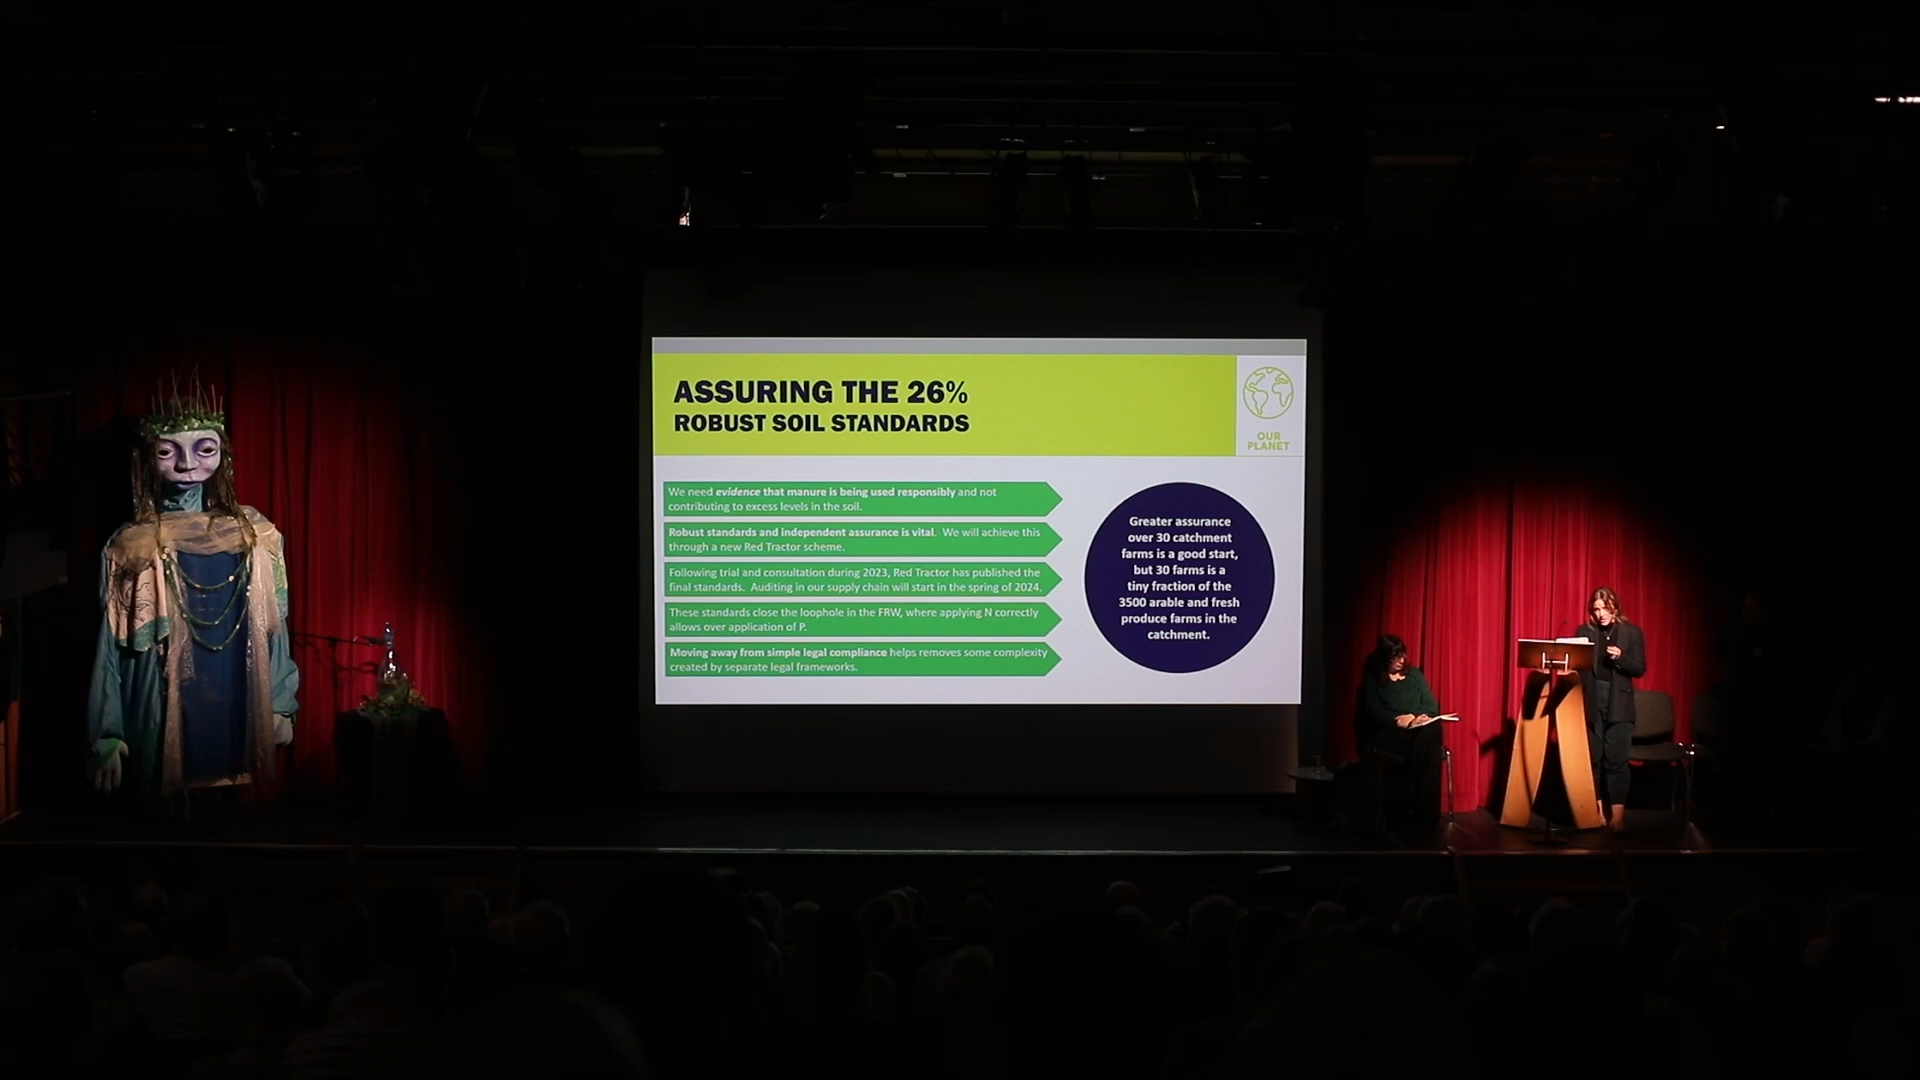 ASSURING THE 26%
ROBUST SOIL STANDARDS
OUR
PLANET
We need evidence that manure is being used responsibly and not
contributing to excess levels in the soil.
Robust standards and independent assurance is vital. We will achieve this
through a new Red Tractor scheme.
Following trial and consultation during 2023, Red Tractor has published the
final standards. Auditing in our supply chain will start in the spring of 2024.
These standards close the loophole in the FRW, where applying N correctly
allows over application of P.
Moving away from simple legal compliance helps removes some complexity
created by separate legal frameworks.
Greater assurance
over 30 catchment
farms is a good start,
but 30 farms is a
tiny fraction of the
3500 arable and fresh
produce farms in the
catchment.